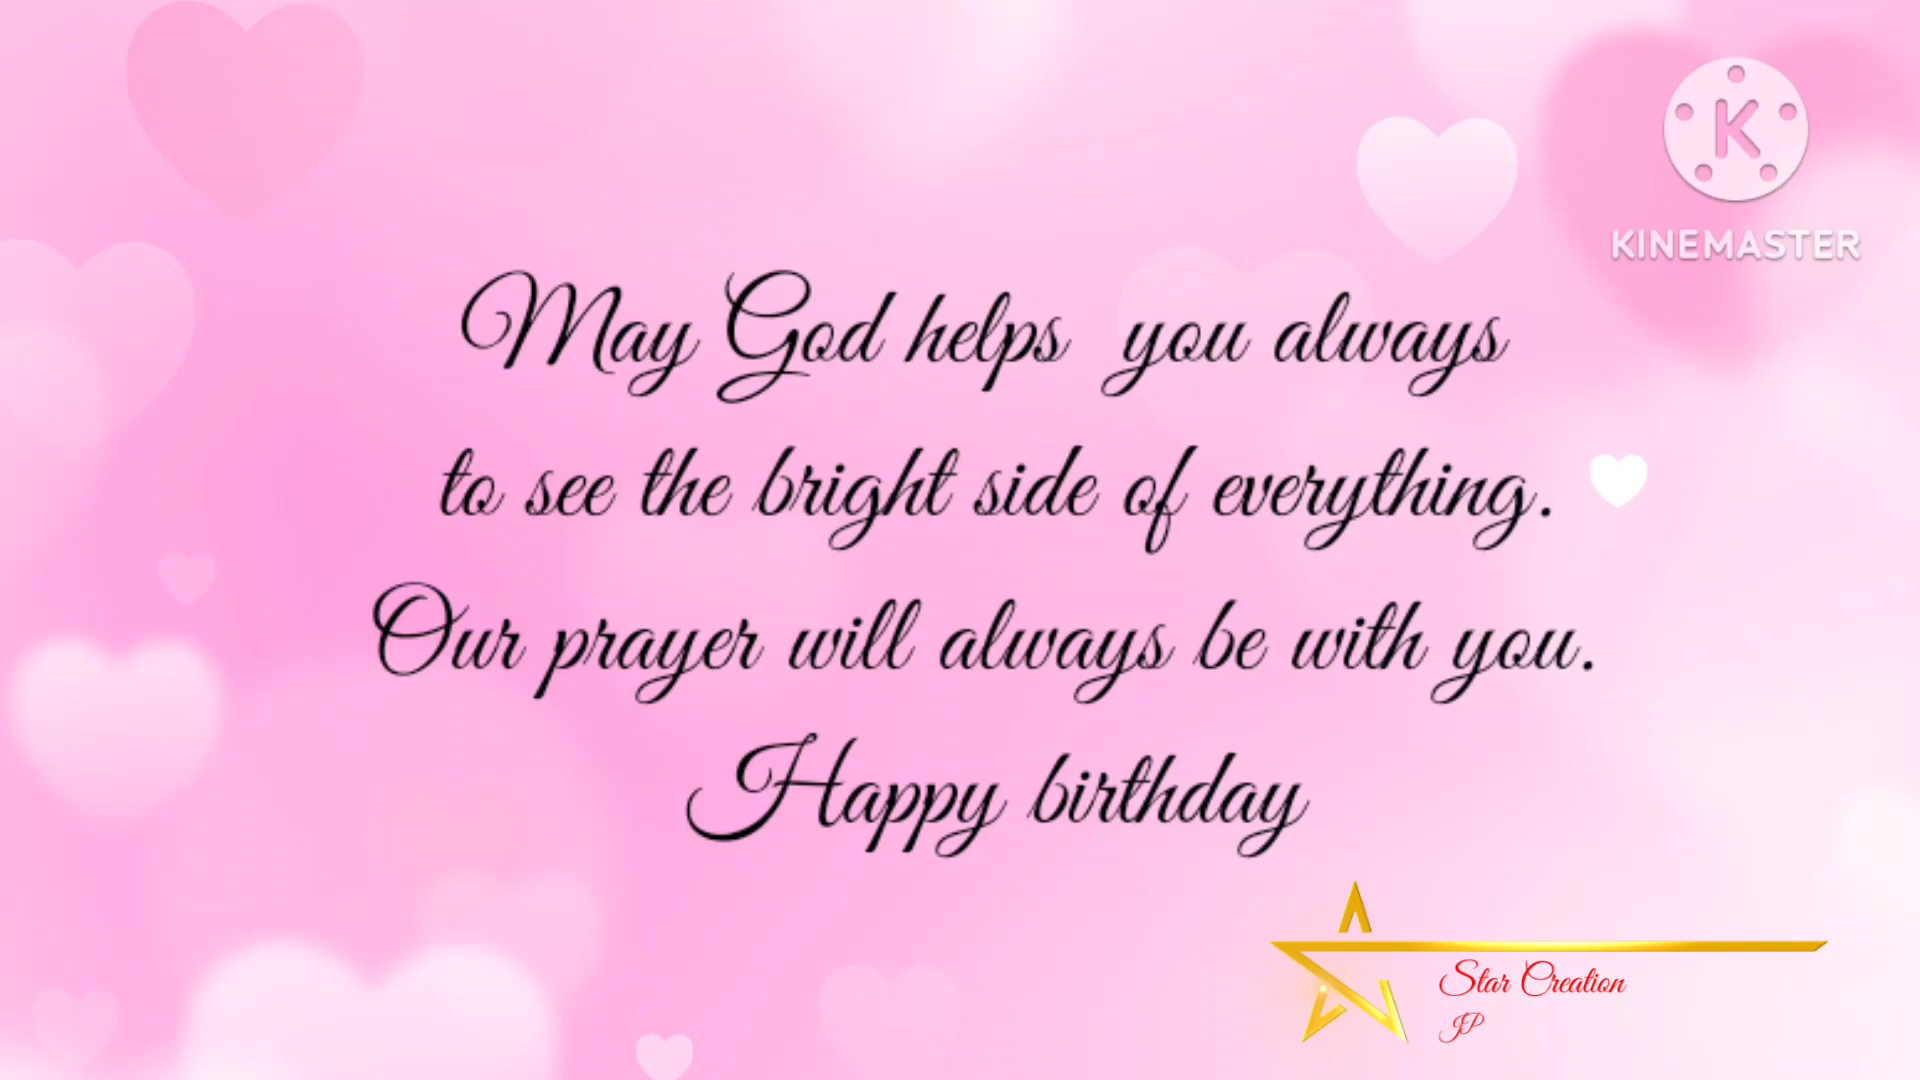 K
KINEMASTER
May God helps you always
to see the bright side of everything.
Our prayer will always be with you.
Happy birthday
Star Creation
JP